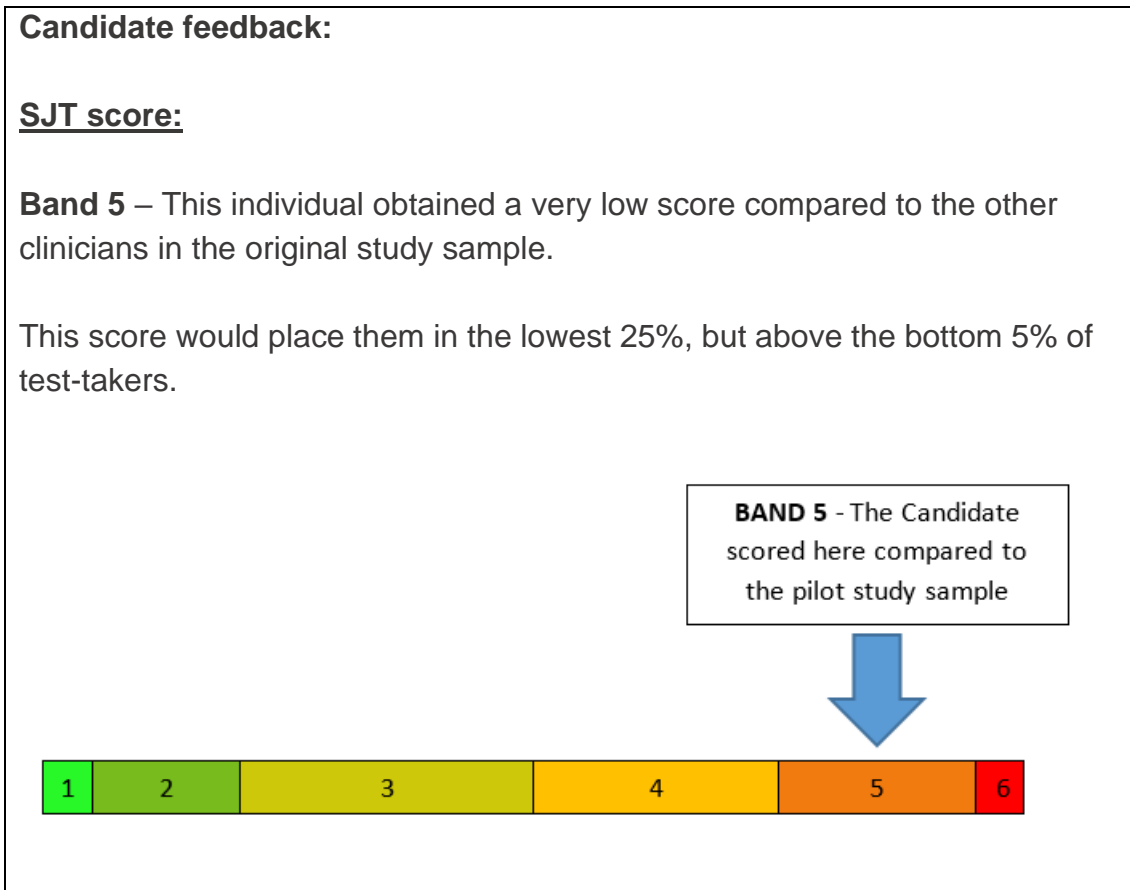 Candidate feedback:
SJT score:
Band 5 – This individual obtained a very low score compared to the other
clinicians in the original study sample.
This score would place them in the lowest 25%, but above the bottom 5% of
test-takers.
BAND 5 - The Candidate
scored here compared to
the pilot study sample
1 2 3 4 5 6